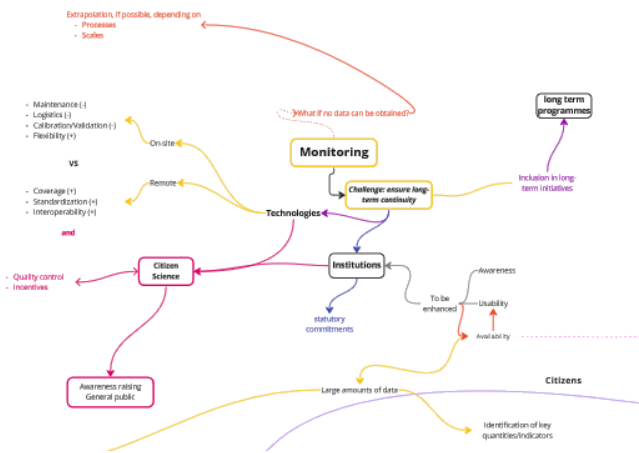 Extrapolation, if possible, depending on
- Processes
- Scales
long term
programmes
- Maintenance (-)
- Logistics (-)
- Calibration/Validation (-)
- Flexibility (+)
What if no data can be obtained?
On-site
Monitoring
vs
Remote
Challenge: ensure long-
term continuity
Inclusion in long-
term initiatives
- Coverage (+)
- Standardization (+)
- Interoperability (+)
Technologies
and
Citizen
Science
Institutions
- Quality control
- Incentives
Awareness
To be
enhanced
Usability
statutory
commitments
Availability
Awareness raising
General public
Large amounts of data
Citizens
Identification of key
quantities/indicators